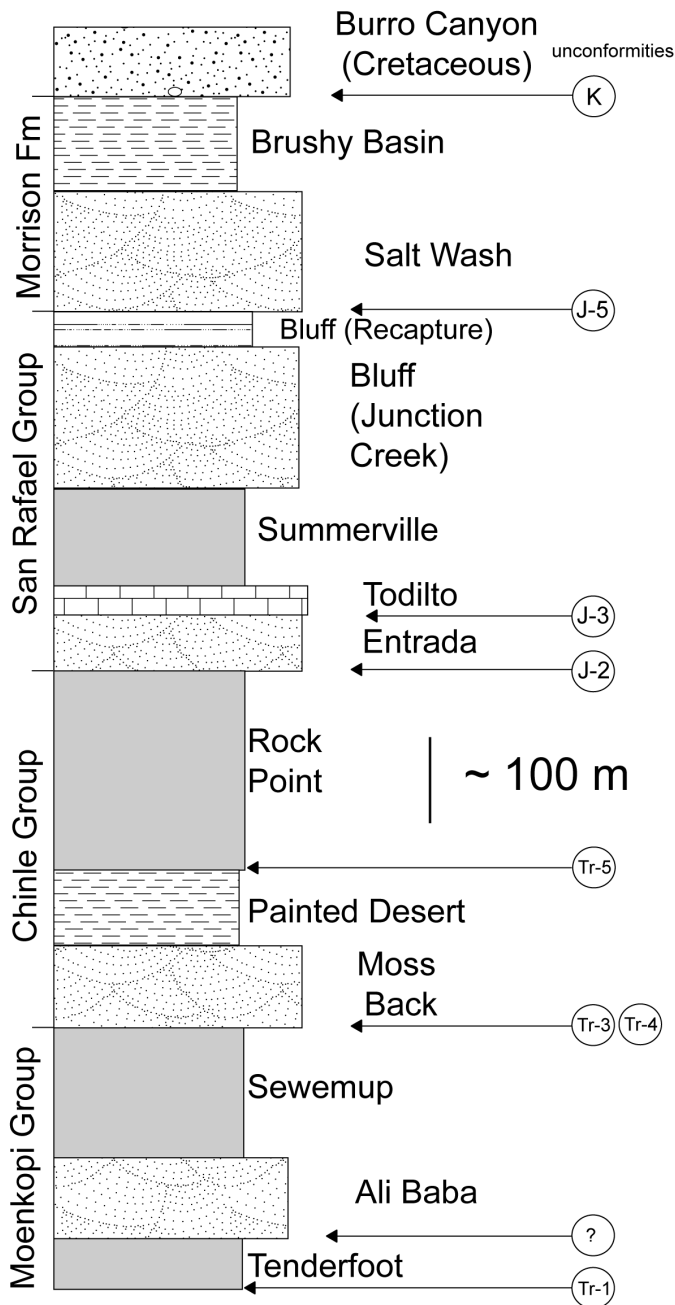 Burro Canyon
(Cretaceous)
unconformities
K
Morrison Fm
Brushy Basin
Salt Wash
J-5
Bluff (Recapture)
San Rafael Group
Bluff
(Junction
Creek)
Summerville
Todilto
J-3
Entrada
J-2
Chinle Group
Rock
Point
~ 100 m
Tr-5
Painted Desert
Moss
Back
Tr-3
Tr-4
Moenkopi Group
Sewemup
Ali Baba
?
Tenderfoot
Tr-1